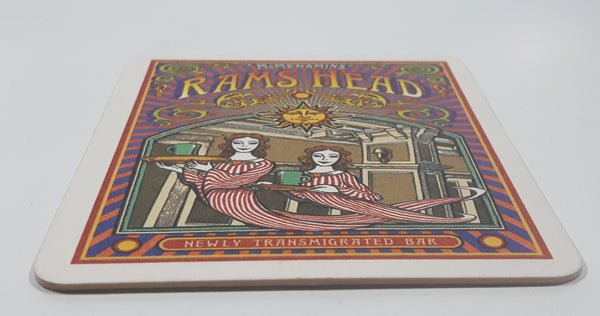 McMENAMINS
RAMS HEAD
NEWLY TRANSMIGRATED BAR